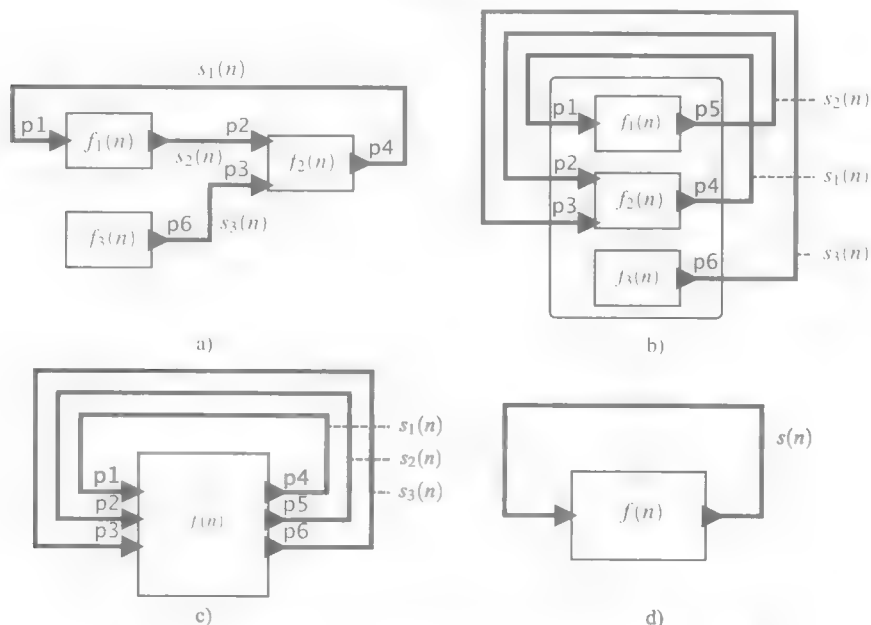 s₁(n)
p1
f₁(n)
p2
s₂(n)
p3
f₂(n)
p4
f₃(n)
p6
s₃(n)
a)
p1
f₁(n)
p5
s₂(n)
p2
f₂(n)
p4
s₁(n)
p3
f₃(n)
p6
s₃(n)
b)
s₁(n)
s₂(n)
s₃(n)
p1
p4
p2
f(n)
p5
p3
p6
c)
s(n)
f(n)
d)